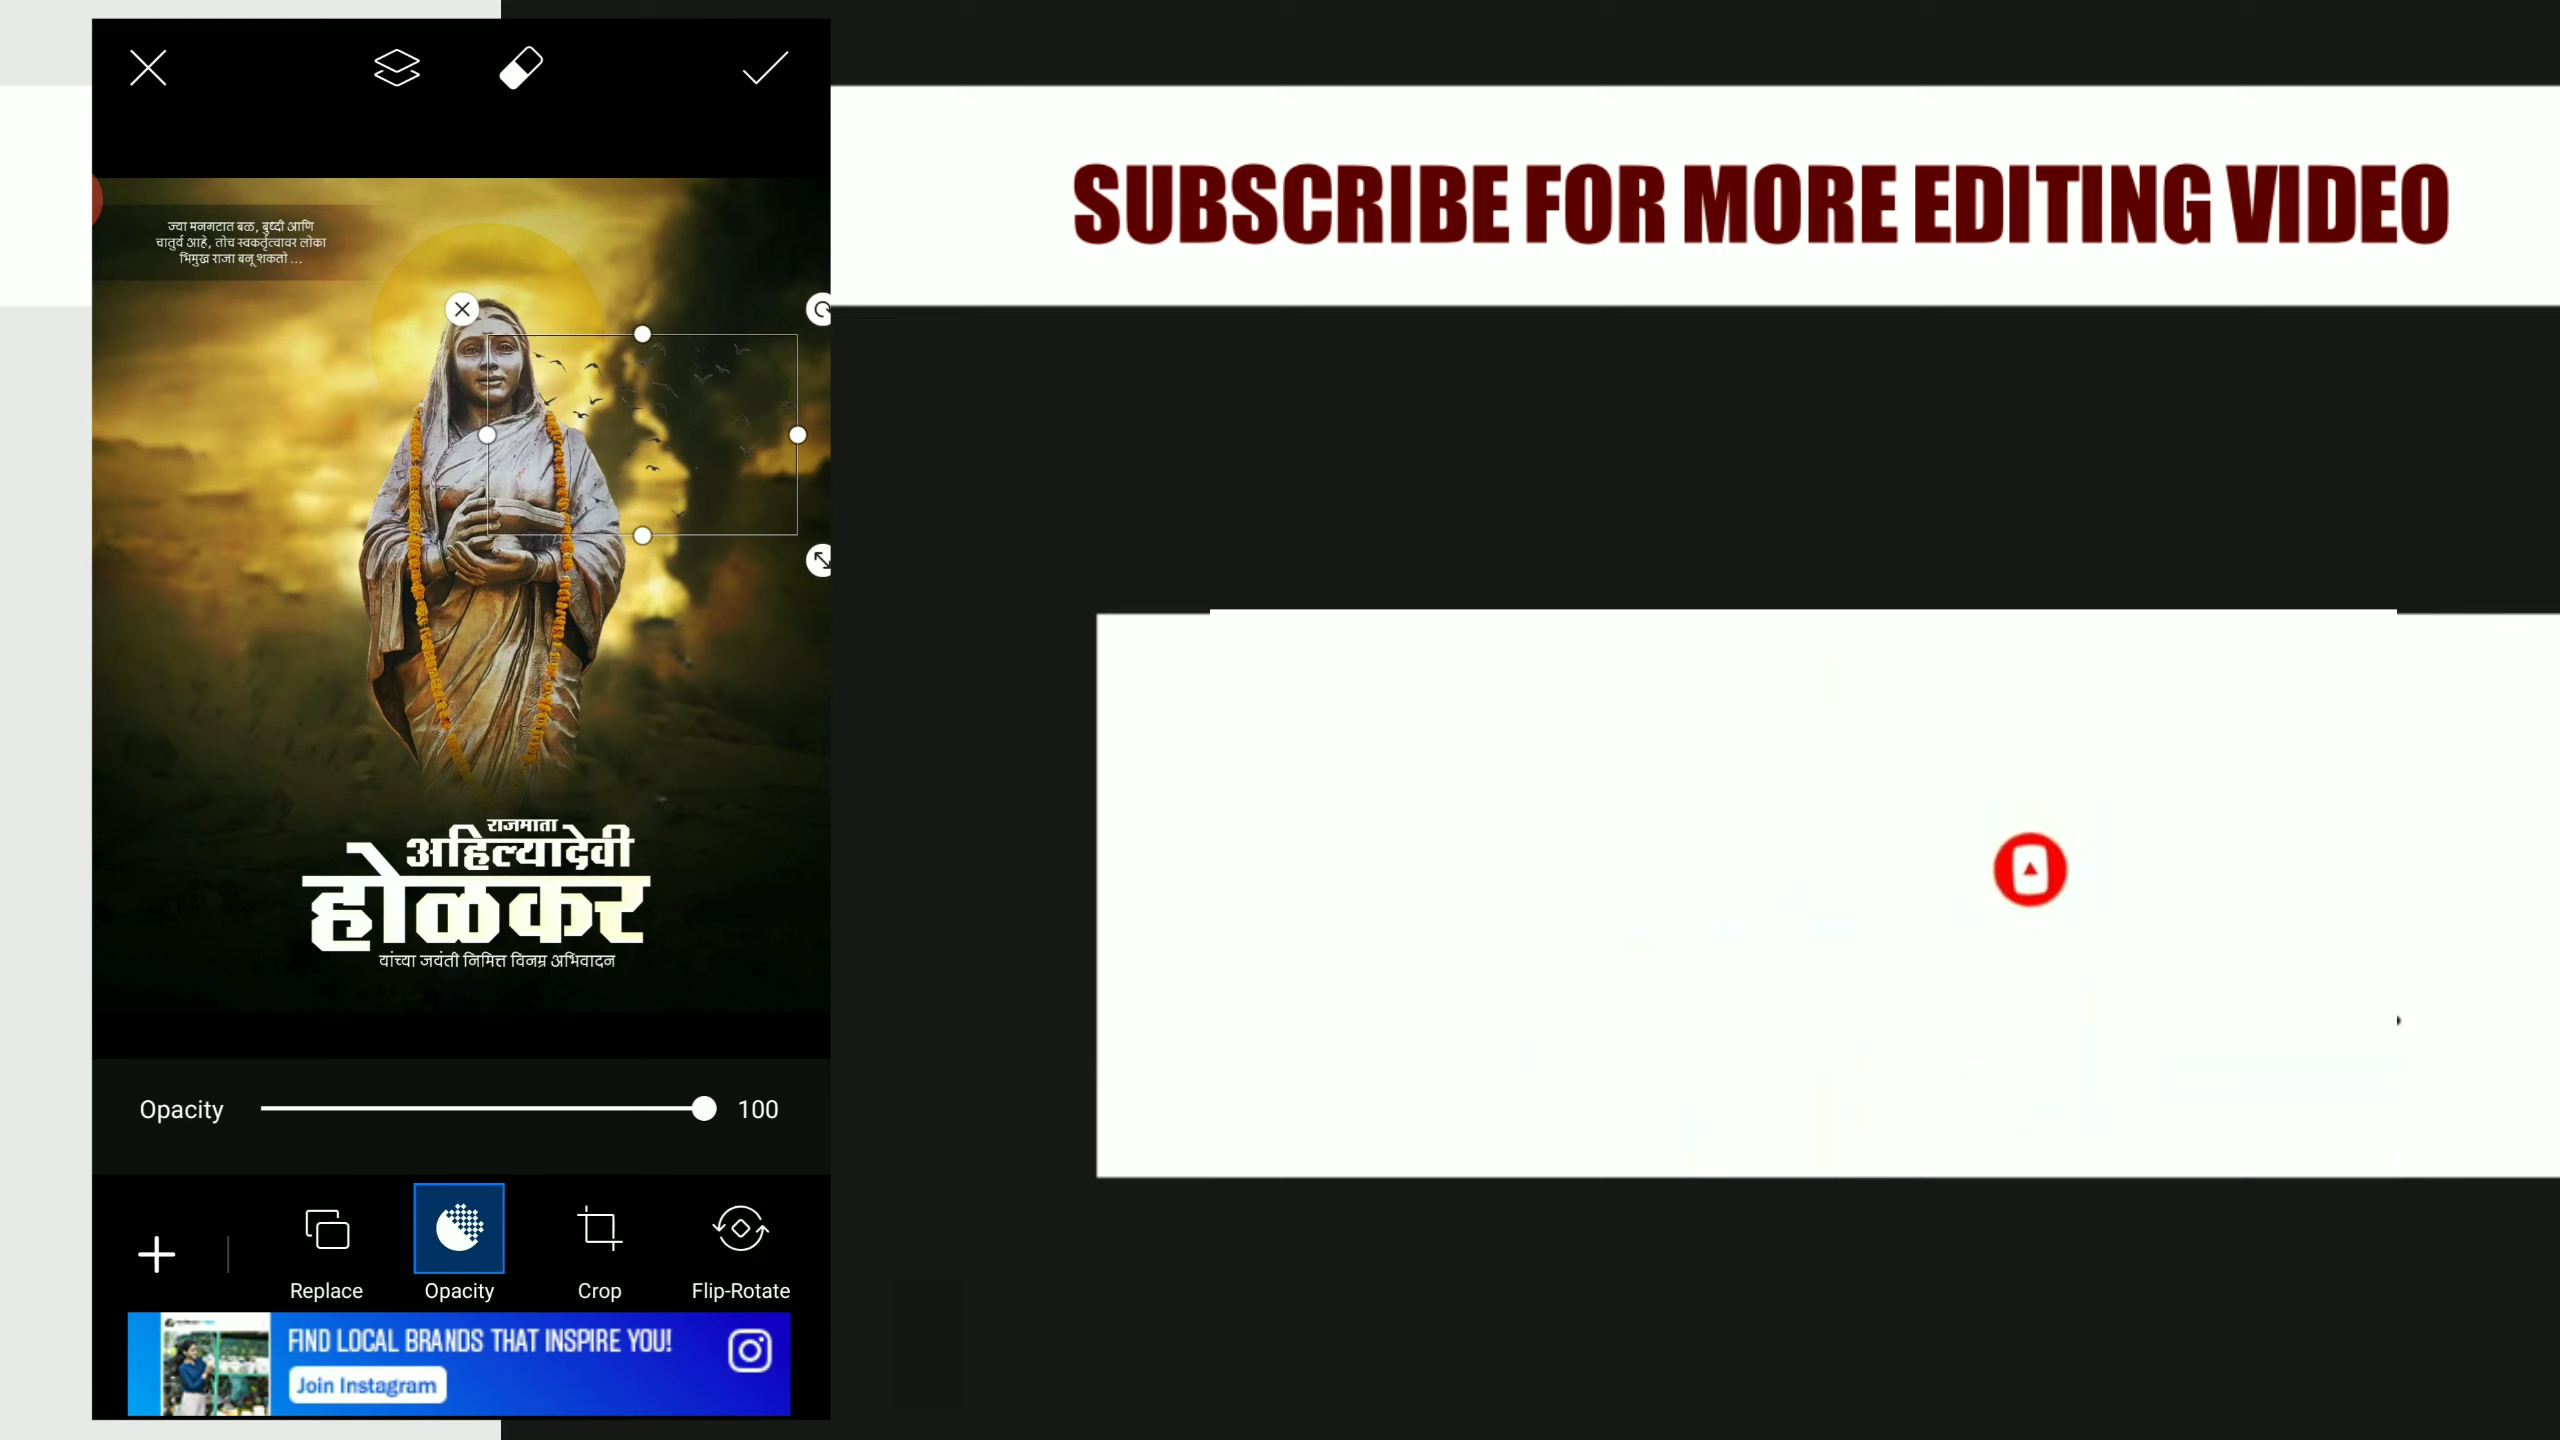 SUBSCRIBE FOR MORE EDITING VIDEO
ज्या मनगटात बळ, बुध्दी आणि
चातुर्य आहे, तोच स्वकर्तृत्वावर लोका
भिमुख राजा बनू शकतो ...
राजमाता
अहिल्यादेवी
होळकर
यांच्या जयंती निमित्त विनम्र अभिवादन
Opacity 100
Replace Opacity Crop Flip-Rotate
FIND LOCAL BRANDS THAT INSPIRE YOU!
Join Instagram